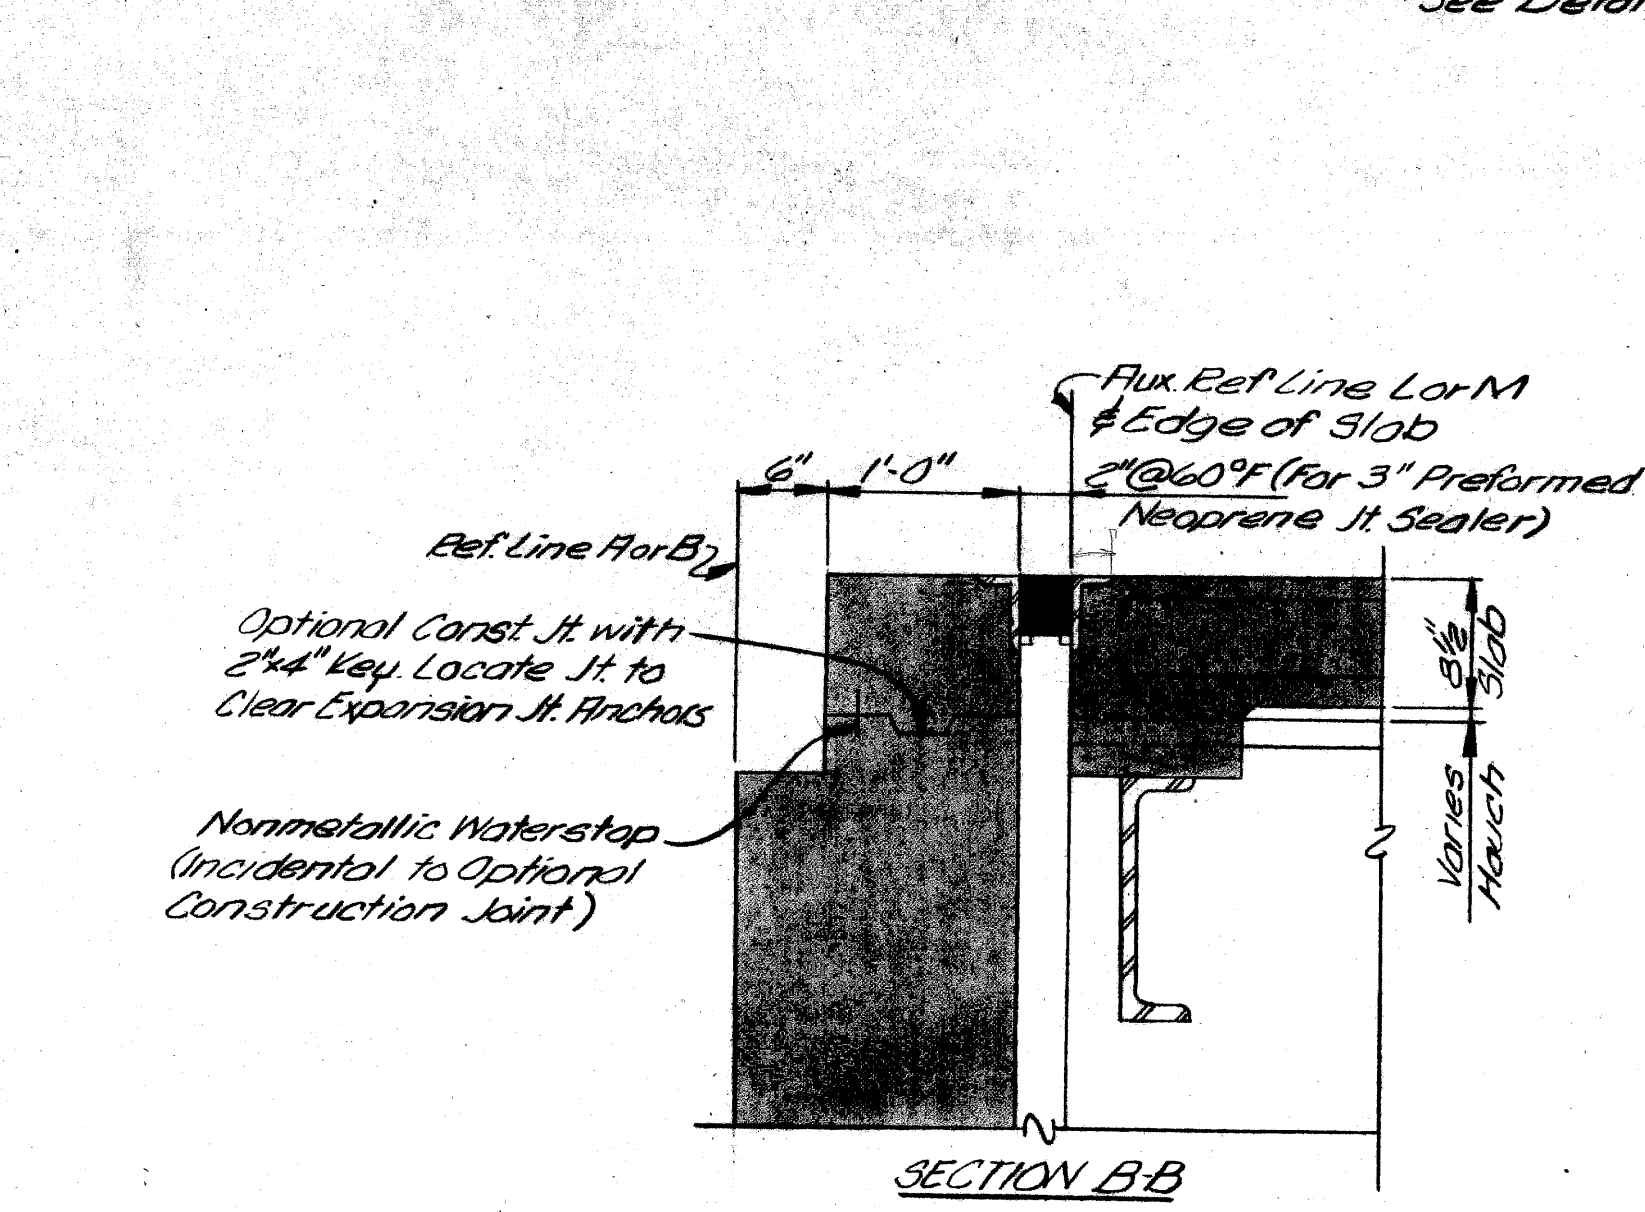 See Detai
Aux. Ref Line L or M
& Edge of Slab
6" 1'-0" 2"@60°F (For 3" Preformed
Neoprene Jt. Sealer)
Ref. Line A or B
Optional Const. Jt. with
2"x4" Key. Locate Jt. to
Clear Expansion Jt. Anchors
8½"
Slab
Nonmetallic Waterstop
(Incidental to Optional
Construction Joint)
Varies
Hauch
SECTION B-B